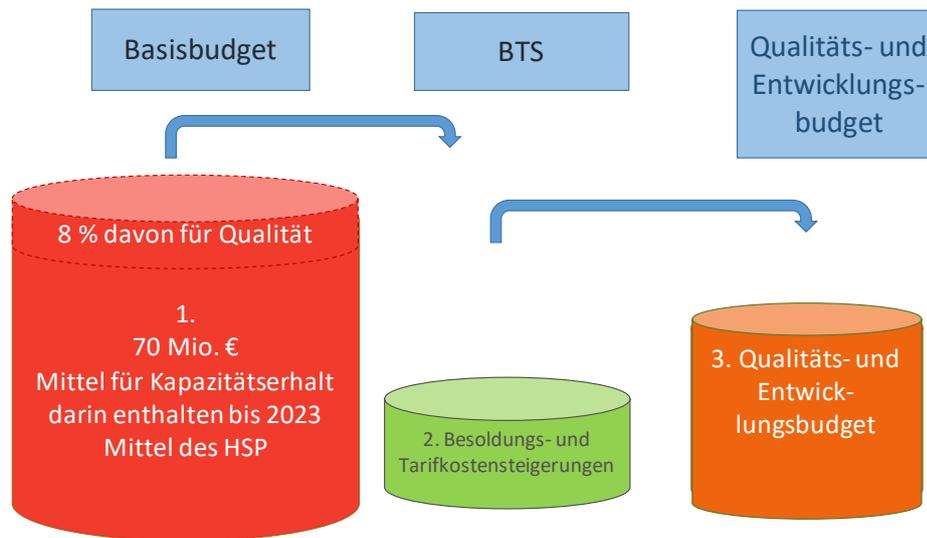 Basisbudget
BTS
Qualitäts- und
Entwicklungs-
budget
8 % davon für Qualität
1.
70 Mio. €
Mittel für Kapazitätserhalt
darin enthalten bis 2023
Mittel des HSP
2. Besoldungs- und
Tarifkostensteigerungen
3. Qualitäts- und
Entwick-
lungsbudget